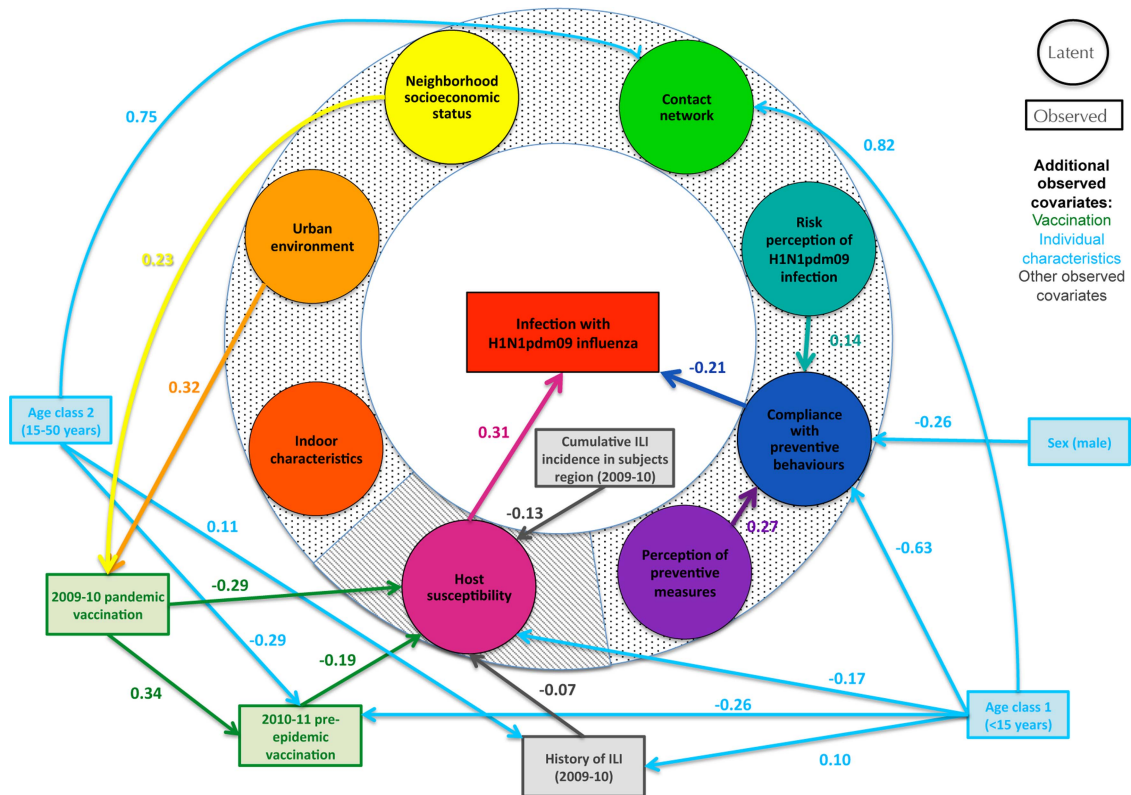 Neighborhood
socioeconomic
status
Contact
network
Latent
Observed
Additional
observed
covariates:
Vaccination
Individual
characteristics
Other observed
covariates
0.75
0.82
Urban
environment
Risk
perception of
H1N1pdm09
infection
0.23
Infection with
H1N1pdm09 influenza
0.14
-0.21
0.32
Age class 2
(15-50 years)
Indoor
characteristics
0.31
Cumulative ILI
incidence in subjects
region (2009-10)
Compliance with
preventive
behaviours
-0.26
Sex (male)
0.11
-0.13
0.27
-0.63
2009-10 pandemic
vaccination
-0.29
Host
susceptibility
Perception of
preventive
measures
-0.29
-0.19
0.34
-0.07
-0.17
-0.26
Age class 1
(<15 years)
2010-11 pre-
epidemic
vaccination
History of ILI
(2009-10)
0.10